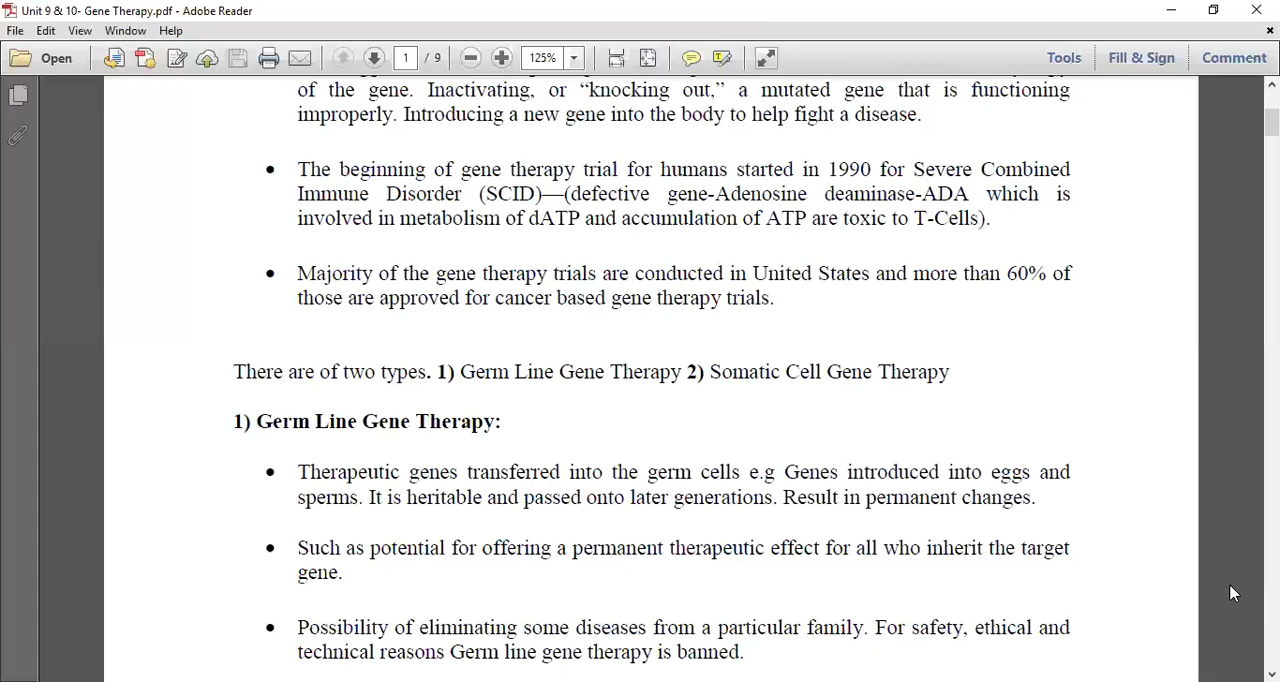 Unit 9 & 10- Gene Therapy.pdf - Adobe Reader
File Edit View Window Help
Open 1 / 9 125% Tools Fill & Sign Comment
of the gene. Inactivating, or “knocking out,” a mutated gene that is functioning
improperly. Introducing a new gene into the body to help fight a disease.
• The beginning of gene therapy trial for humans started in 1990 for Severe Combined
Immune Disorder (SCID)—(defective gene-Adenosine deaminase-ADA which is
involved in metabolism of dATP and accumulation of ATP are toxic to T-Cells).
• Majority of the gene therapy trials are conducted in United States and more than 60% of
those are approved for cancer based gene therapy trials.
There are of two types. 1) Germ Line Gene Therapy 2) Somatic Cell Gene Therapy
1) Germ Line Gene Therapy:
• Therapeutic genes transferred into the germ cells e.g Genes introduced into eggs and
sperms. It is heritable and passed onto later generations. Result in permanent changes.
• Such as potential for offering a permanent therapeutic effect for all who inherit the target
gene.
• Possibility of eliminating some diseases from a particular family. For safety, ethical and
technical reasons Germ line gene therapy is banned.